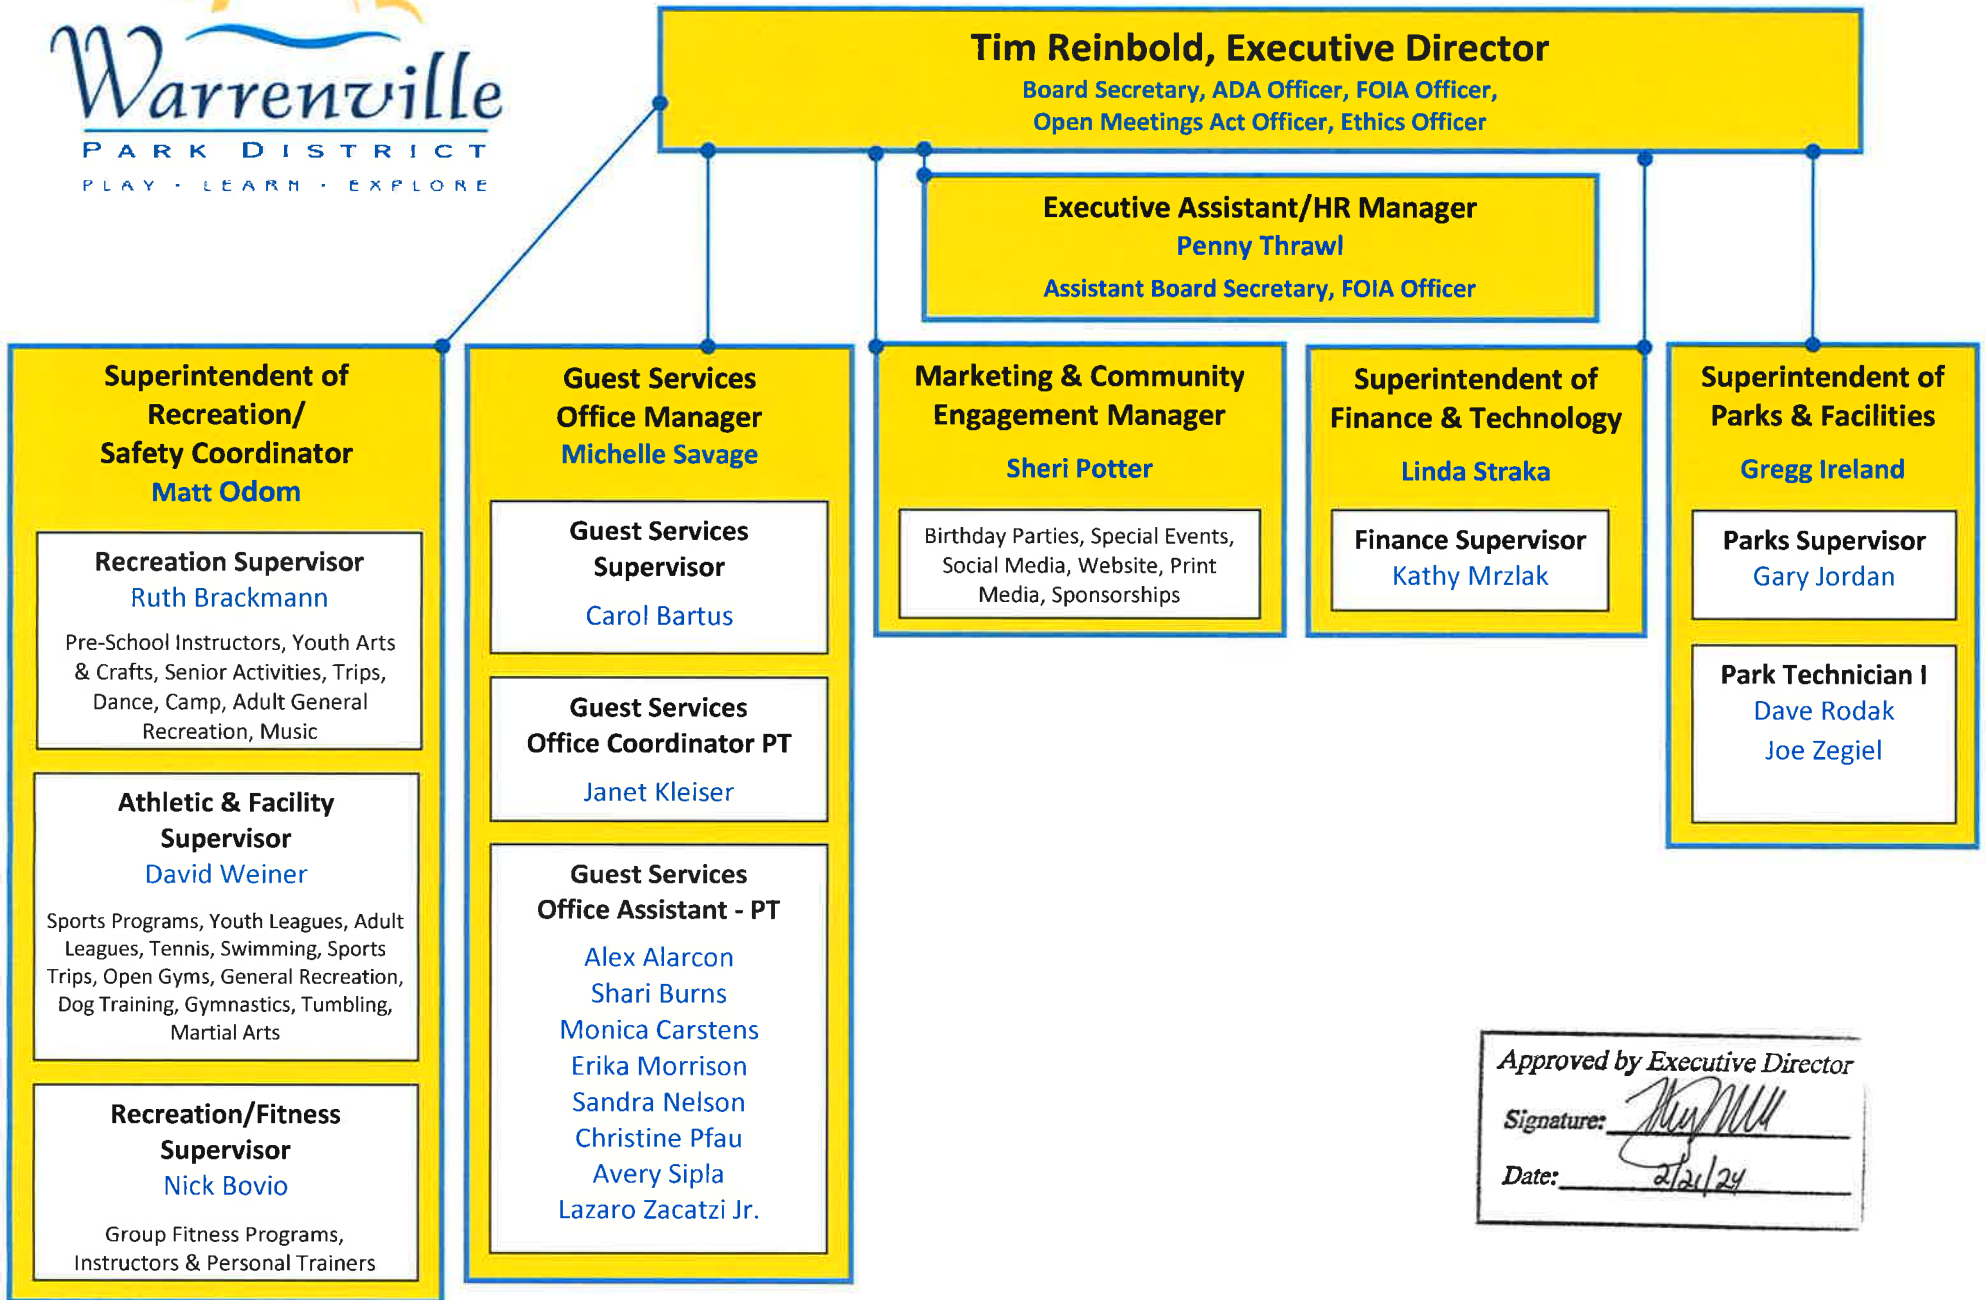 Warrenville
PARK DISTRICT
PLAY · LEARN · EXPLORE
Tim Reinbold, Executive Director
Board Secretary, ADA Officer, FOIA Officer,
Open Meetings Act Officer, Ethics Officer
Executive Assistant/HR Manager
Penny Thrawl
Assistant Board Secretary, FOIA Officer
Superintendent of
Recreation/
Safety Coordinator
Matt Odom
Recreation Supervisor
Ruth Brackmann
Pre-School Instructors, Youth Arts
& Crafts, Senior Activities, Trips,
Dance, Camp, Adult General
Recreation, Music
Athletic & Facility
Supervisor
David Weiner
Sports Programs, Youth Leagues, Adult
Leagues, Tennis, Swimming, Sports
Trips, Open Gyms, General Recreation,
Dog Training, Gymnastics, Tumbling,
Martial Arts
Recreation/Fitness
Supervisor
Nick Bovio
Group Fitness Programs,
Instructors & Personal Trainers
Guest Services
Office Manager
Michelle Savage
Guest Services
Supervisor
Carol Bartus
Guest Services
Office Coordinator PT
Janet Kleiser
Guest Services
Office Assistant - PT
Alex Alarcon
Shari Burns
Monica Carstens
Erika Morrison
Sandra Nelson
Christine Pfau
Avery Sipla
Lazaro Zacatzi Jr.
Marketing & Community
Engagement Manager
Sheri Potter
Birthday Parties, Special Events,
Social Media, Website, Print
Media, Sponsorships
Superintendent of
Finance & Technology
Linda Straka
Finance Supervisor
Kathy Mrzlak
Superintendent of
Parks & Facilities
Gregg Ireland
Parks Supervisor
Gary Jordan
Park Technician I
Dave Rodak
Joe Zegiel
Approved by Executive Director
Signature:
Date: 2/21/24